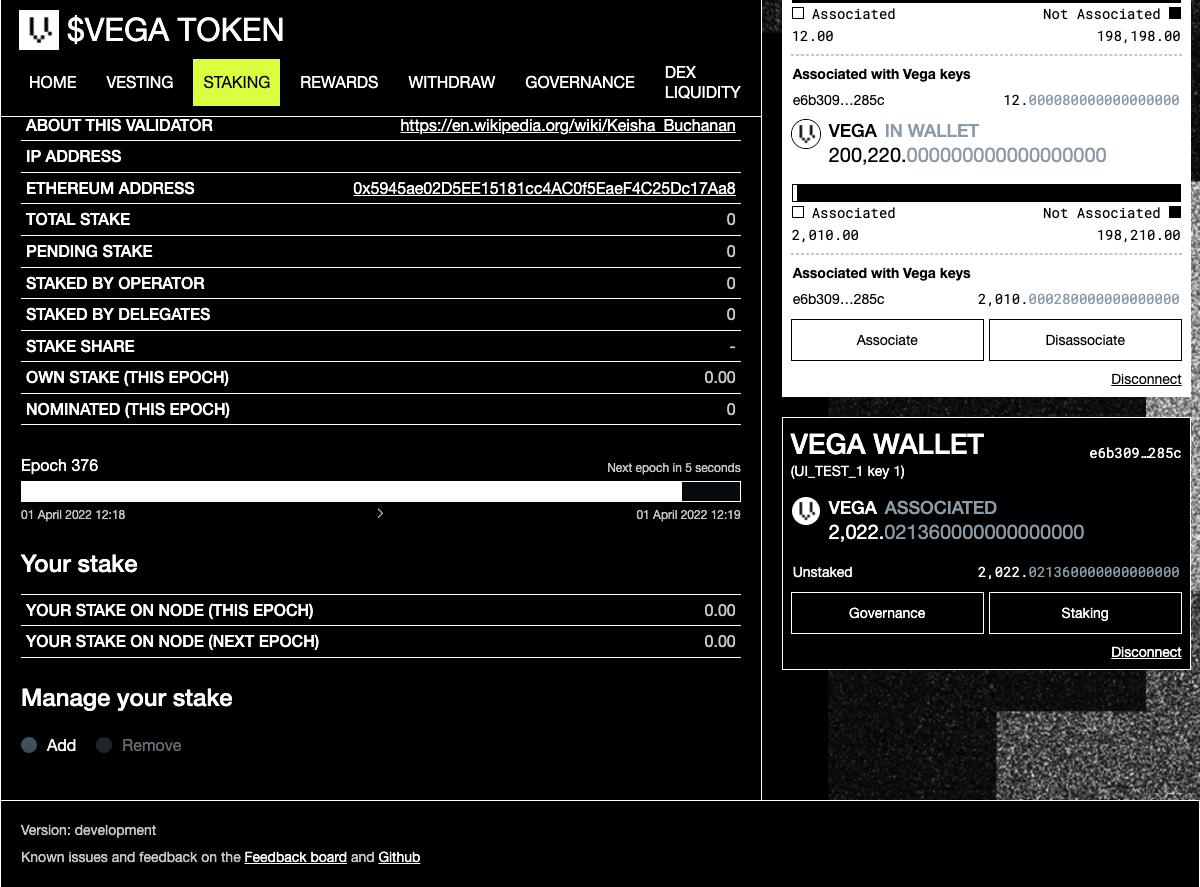 $VEGA TOKEN
HOME VESTING STAKING REWARDS WITHDRAW GOVERNANCE DEX LIQUIDITY
ABOUT THIS VALIDATOR https://en.wikipedia.org/wiki/Keisha_Buchanan
IP ADDRESS
ETHEREUM ADDRESS 0x5945ae02D5EE15181cc4AC0f5EaeF4C25Dc17Aa8
TOTAL STAKE 0
PENDING STAKE 0
STAKED BY OPERATOR 0
STAKED BY DELEGATES 0
STAKE SHARE -
OWN STAKE (THIS EPOCH) 0.00
NOMINATED (THIS EPOCH) 0
Epoch 376 Next epoch in 5 seconds
01 April 2022 12:18 > 01 April 2022 12:19
Your stake
YOUR STAKE ON NODE (THIS EPOCH) 0.00
YOUR STAKE ON NODE (NEXT EPOCH) 0.00
Manage your stake
Add Remove
Associated Not Associated
12.00 198,198.00
Associated with Vega keys
e6b309…285c 12.000080000000000000
VEGA IN WALLET
200,220.000000000000000000
Associated Not Associated
2,010.00 198,210.00
Associated with Vega keys
e6b309…285c 2,010.000280000000000000
Associate Disassociate
Disconnect
VEGA WALLET e6b309…285c
(UI_TEST_1 key 1)
VEGA ASSOCIATED
2,022.021360000000000000
Unstaked 2,022.021360000000000000
Governance Staking
Disconnect
Version: development
Known issues and feedback on the Feedback board and Github